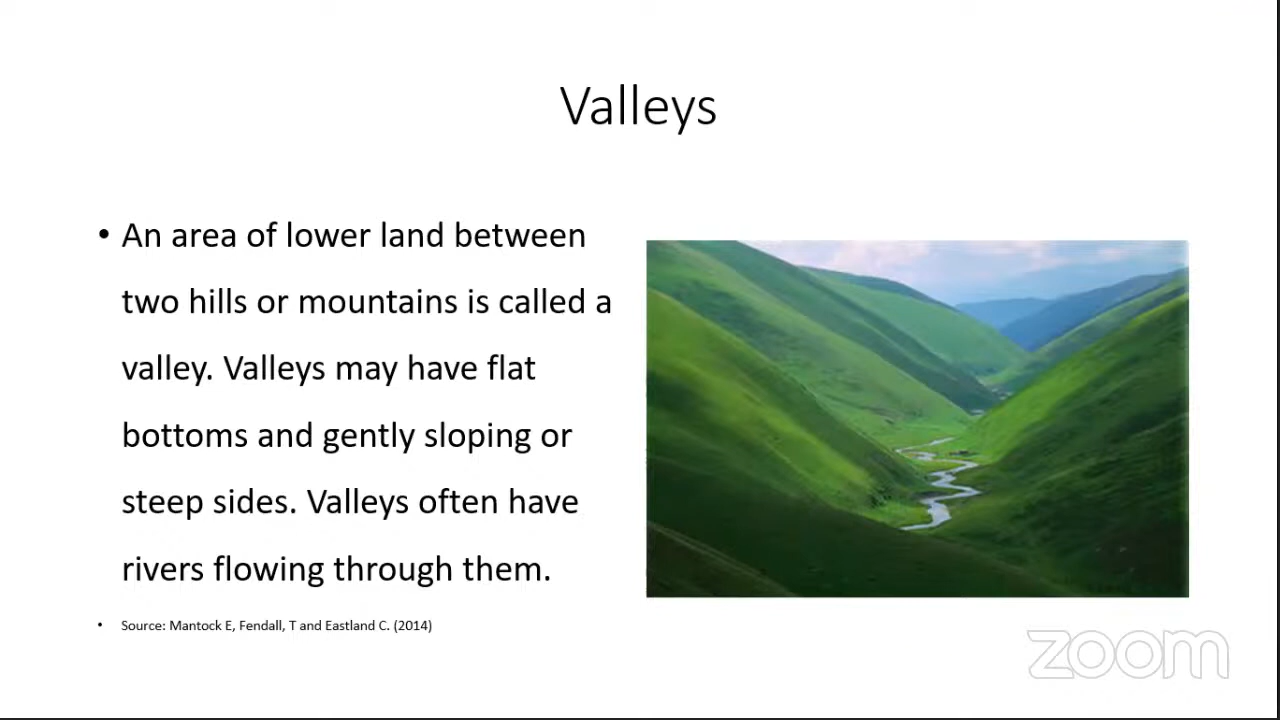 Valleys
• An area of lower land between
two hills or mountains is called a
valley. Valleys may have flat
bottoms and gently sloping or
steep sides. Valleys often have
rivers flowing through them.
• Source: Mantock E, Fendall, T and Eastland C. (2014)
zoom